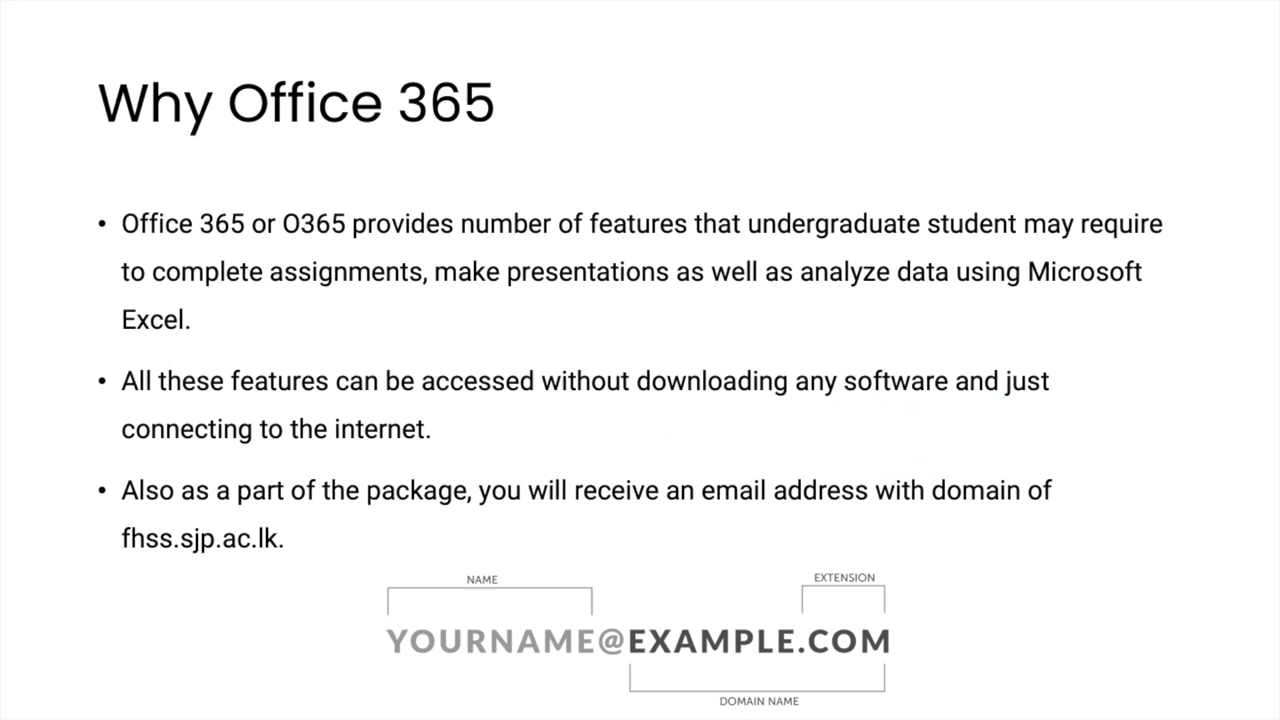 Why Office 365
• Office 365 or O365 provides number of features that undergraduate student may require
to complete assignments, make presentations as well as analyze data using Microsoft
Excel.
• All these features can be accessed without downloading any software and just
connecting to the internet.
• Also as a part of the package, you will receive an email address with domain of
fhss.sjp.ac.lk.
NAME
EXTENSION
YOURNAME@EXAMPLE.COM
DOMAIN NAME